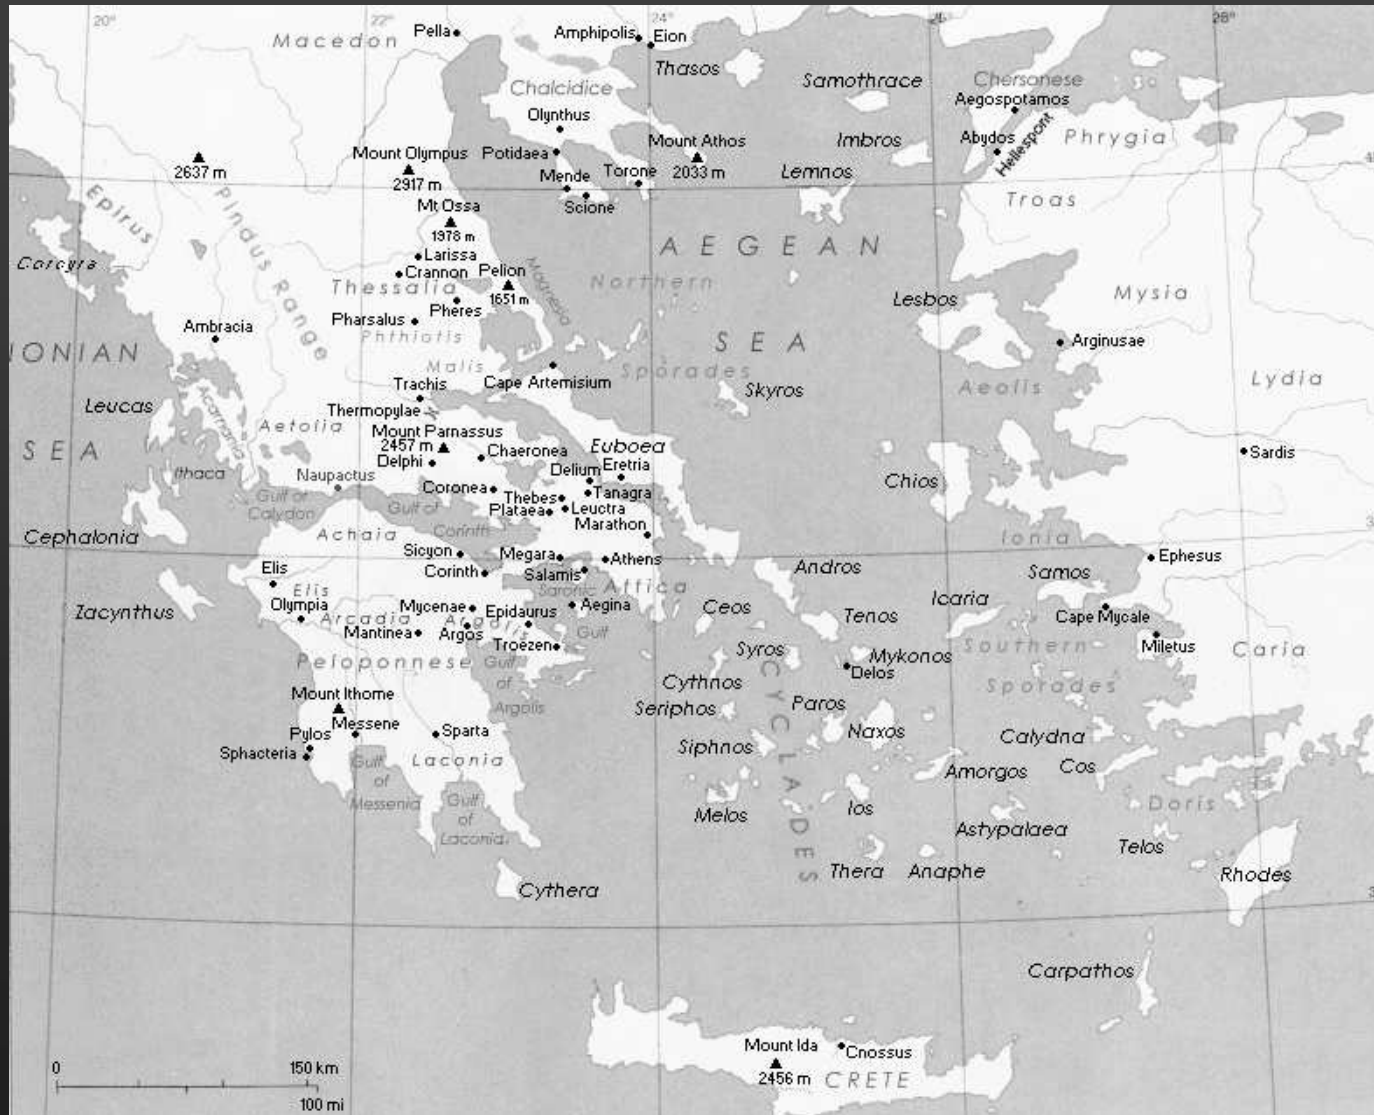 20°
22°
24°
26°
28°
Macedon
Pella
Amphipolis
Eion
Thasos
Samothrace
Chersonese
Aegospotamos
Chalcidice
Olynthus
Imbros
Abydos
Hellespont
Phrygia
2637 m
Mount Olympus
2917 m
Potidaea
Mount Athos
2033 m
Mende
Torone
Scione
Lemnos
Troas
Epirus
Pindus Range
Mt Ossa
1978 m
AEGEAN
SEA
Corcyra
Larissa
Crannon
Pelion
1651 m
Magnesia
Northern
Sporades
Thessalia
Pheres
Pharsalus
Phthiotis
Lesbos
Mysia
Ambracia
Arginusae
IONIAN
SEA
Malis
Cape Artemisium
Skyros
Aeolis
Lydia
Leucas
Acarnania
Trachis
Thermopylae
Aetolia
Mount Parnassus
2457 m
Delphi
Chaeronea
Euboea
Sardis
Ithaca
Naupactus
Delium
Eretria
Chios
Coronea
Thebes
Tanagra
Gulf of
Calydon
Gulf of
Corinth
Plataea
Leuctra
Marathon
Cephalonia
Achaia
Ionia
Sicyon
Megara
Athens
Ephesus
Corinth
Salamis
Attica
Andros
Samos
Elis
Elis
Saronic
Gulf
Zacynthus
Olympia
Arcadia
Mycenae
Epidaurus
Aegina
Ceos
Tenos
Icaria
Cape Mycale
Mantinea
Argos
Argolis
Troezen
Syros
Mykonos
Southern
Sporades
Miletus
Caria
Peloponnese
Gulf
of
Argolis
Cythnos
Delos
CYCLADES
Mount Ithome
Messene
Seriphos
Paros
Pylos
Sparta
Siphnos
Naxos
Calydna
Sphacteria
Laconia
Gulf
of
Messenia
Amorgos
Cos
Gulf
of
Laconia
Melos
Ios
Doris
Astypalaea
Telos
Thera
Anaphe
Rhodes
Cythera
Carpathos
Mount Ida
2456 m
Cnossus
CRETE
0
150 km
100 mi